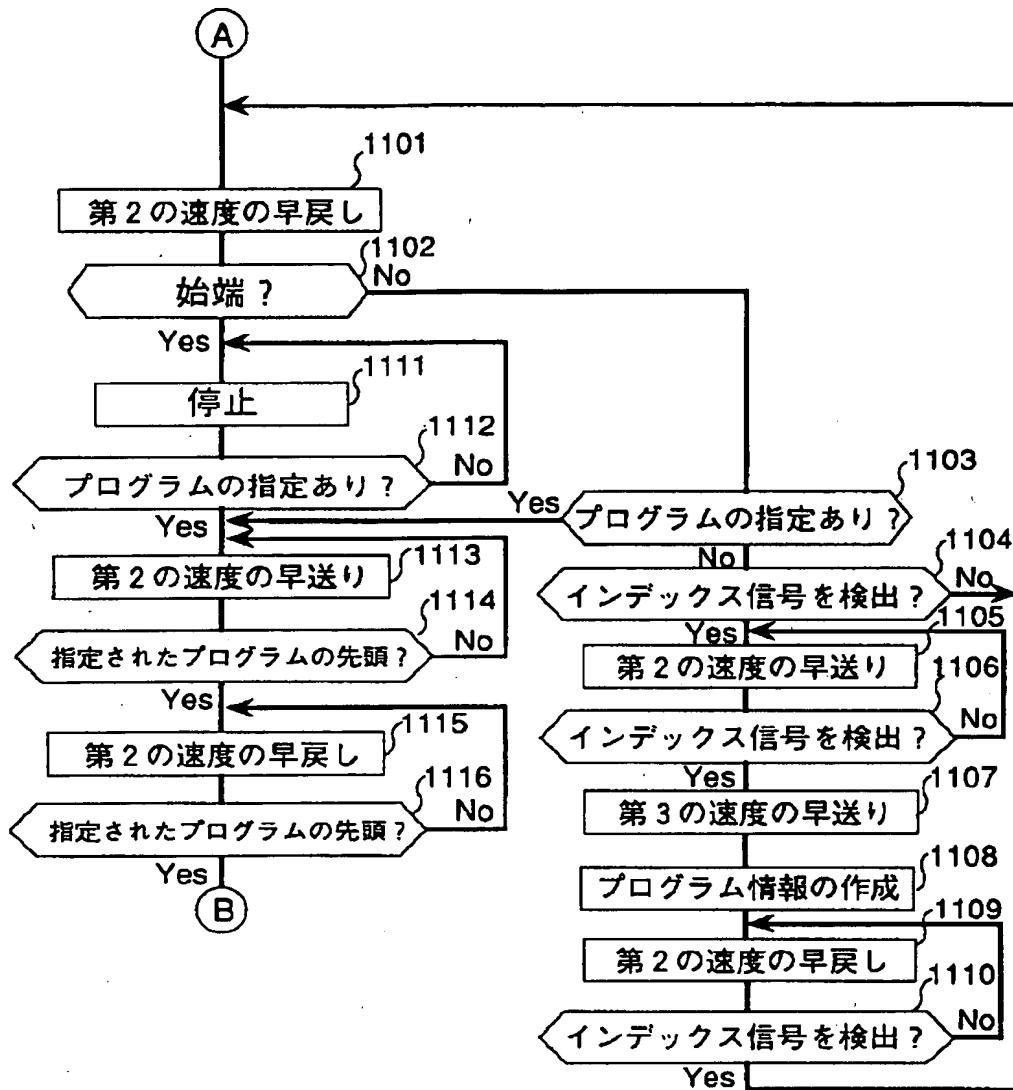 A
1101
第2の速度の早戻し
1102
始端?
No
Yes
1111
停止
1112
プログラムの指定あり?
No
Yes
1113
第2の速度の早送り
1114
指定されたプログラムの先頭?
No
Yes
1115
第2の速度の早戻し
1116
指定されたプログラムの先頭?
No
Yes
B
1103
Yes
プログラムの指定あり?
No
1104
インデックス信号を検出?
No
Yes
1105
第2の速度の早送り
1106
インデックス信号を検出?
No
Yes
1107
第3の速度の早送り
1108
プログラム情報の作成
1109
第2の速度の早戻し
1110
インデックス信号を検出?
No
Yes